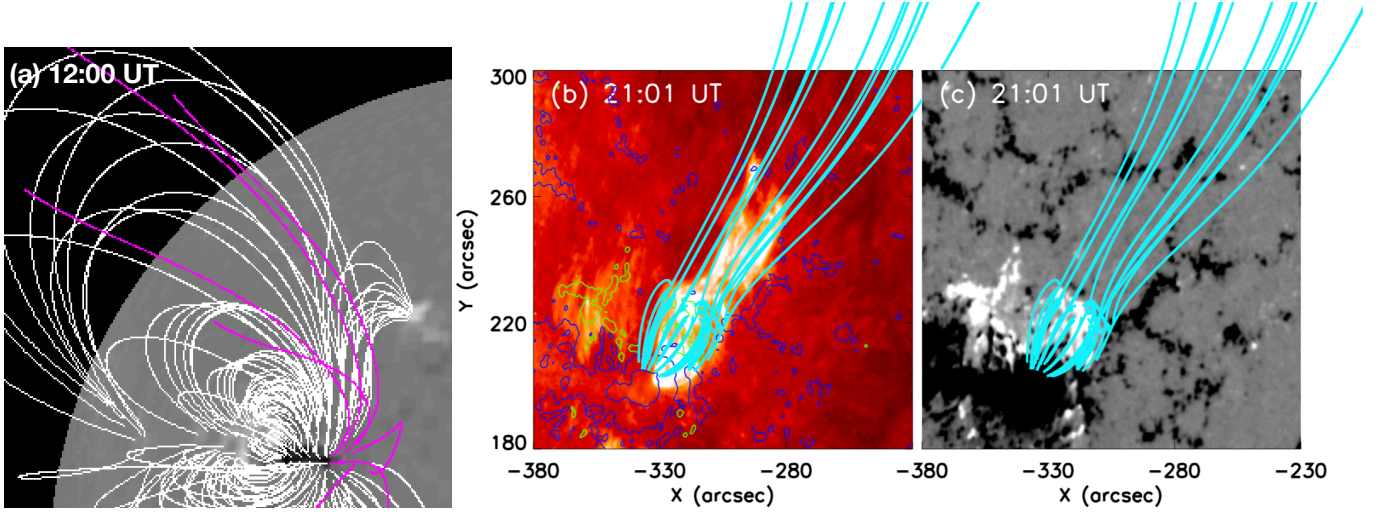 (a) 12:00 UT
(b) 21:01 UT
(c) 21:01 UT
300
260
220
180
Y (arcsec)
-380 -330 -280 -380 -330 -280 -230
X (arcsec) X (arcsec)